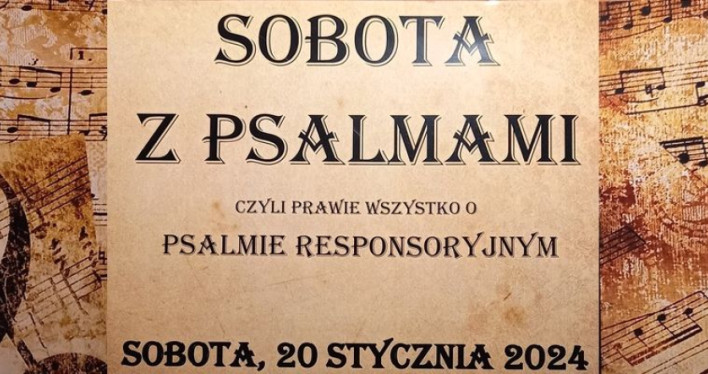 SOBOTA
Z PSALMAMI
CZYLI PRAWIE WSZYSTKO O
PSALMIE RESPONSORYJNYM
SOBOTA, 20 STYCZNIA 2024